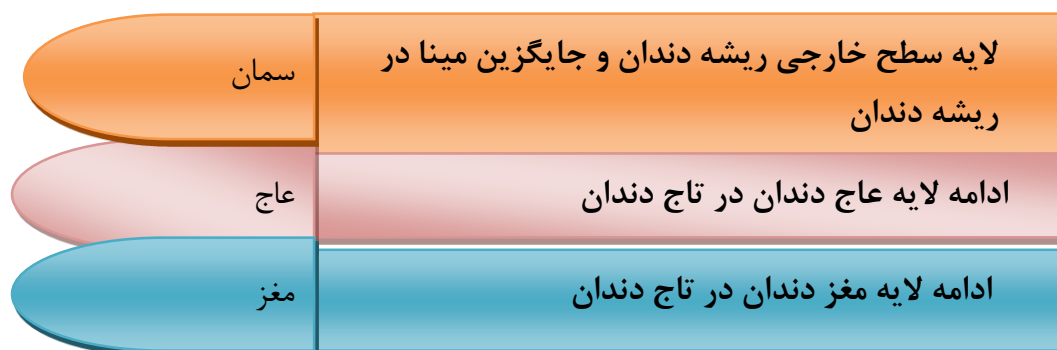 لایه سطح خارجی ریشه دندان و جایگزین مینا در
ریشه دندان
سمان
ادامه لایه عاج دندان در تاج دندان
عاج
ادامه لایه مغز دندان در تاج دندان
مغز